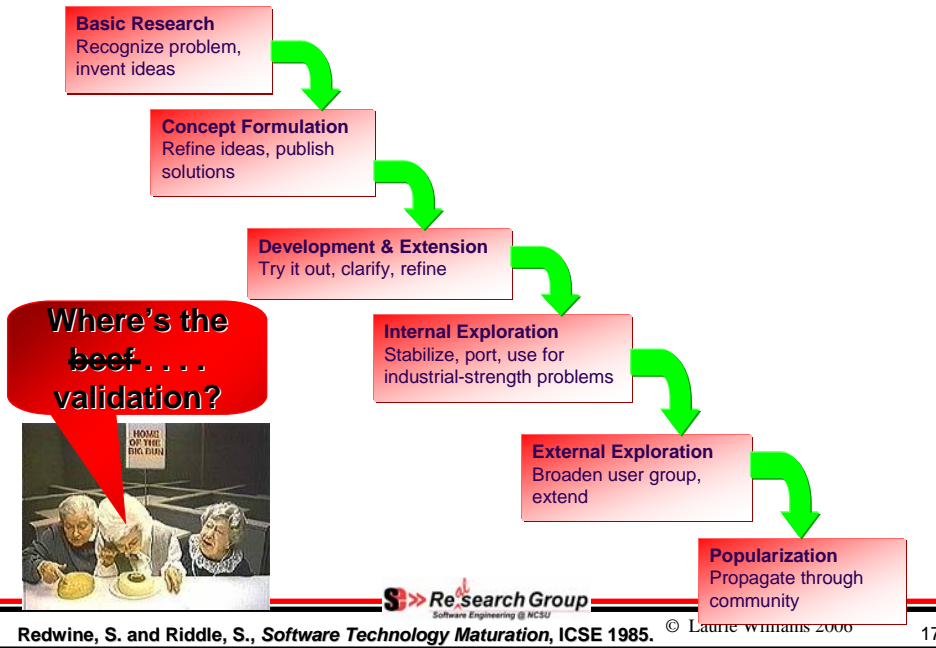 Basic Research
Recognize problem,
invent ideas
Concept Formulation
Refine ideas, publish
solutions
Development & Extension
Try it out, clarify, refine
Internal Exploration
Stabilize, port, use for
industrial-strength problems
External Exploration
Broaden user group,
extend
Popularization
Propagate through
community
Where's the
beef . . . .
validation?
HOME
OF THE
BIG BUN
Research Group
Software Engineering @ NCSU
Redwine, S. and Riddle, S., Software Technology Maturation, ICSE 1985.
© Laurie Williams 2006
17